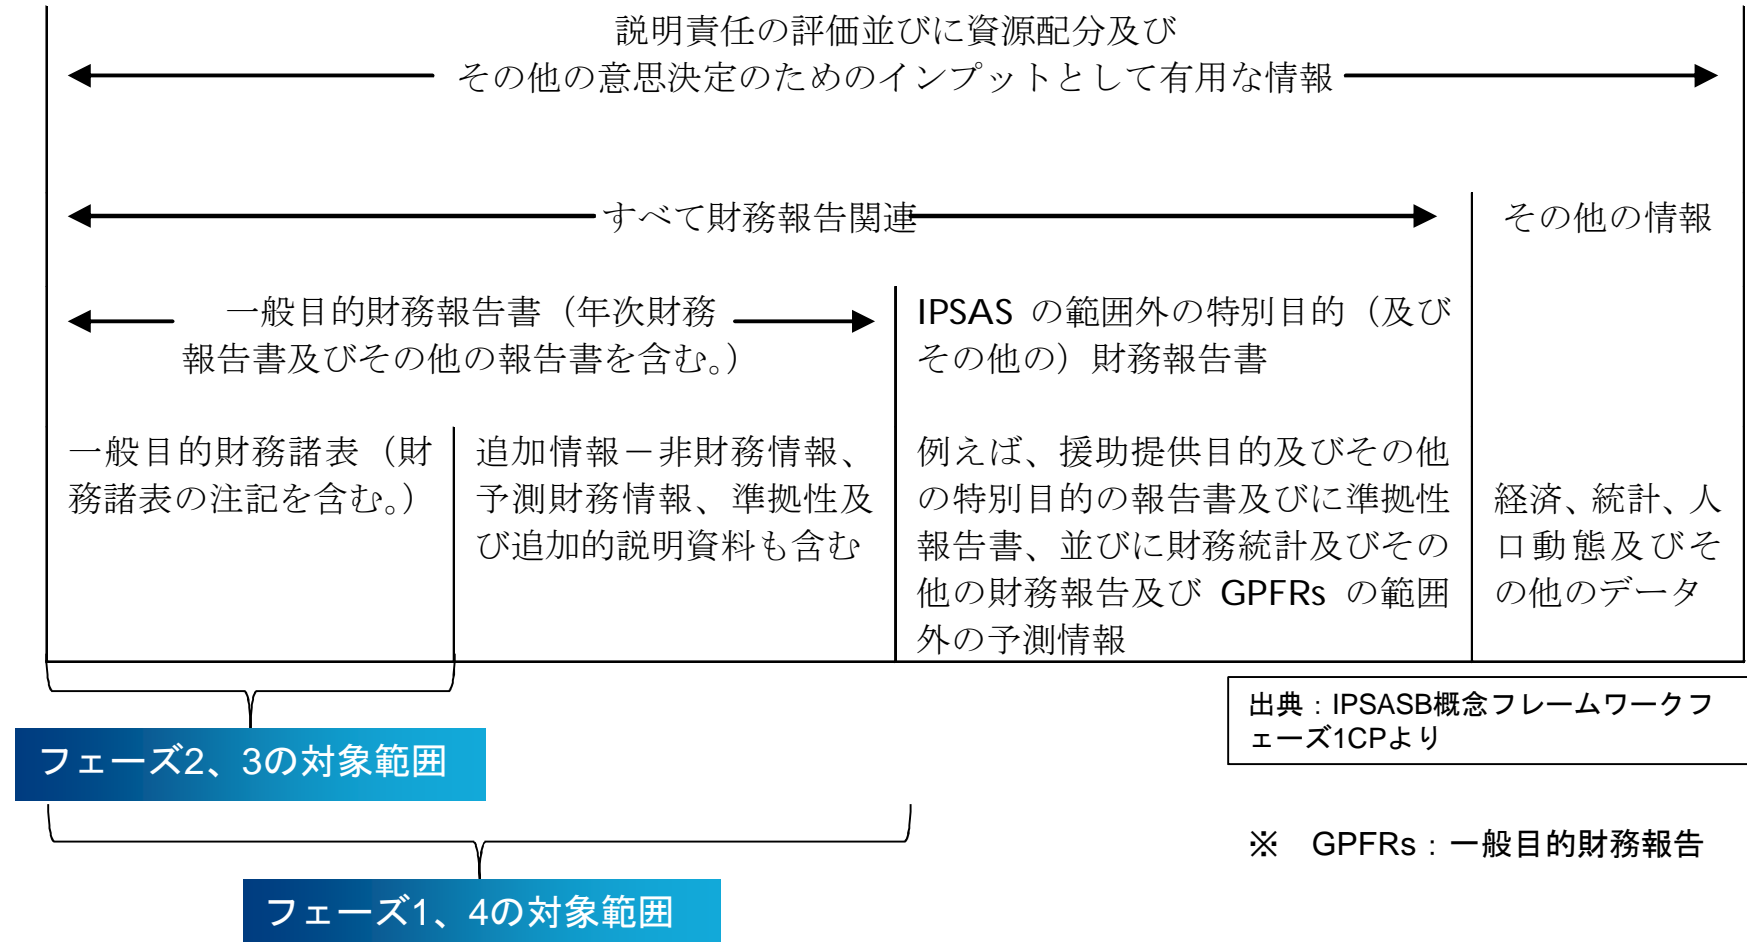 説明責任の評価並びに資源配分及び
その他の意思決定のためのインプットとして有用な情報
すべて財務報告関連
その他の情報
一般目的財務報告書（年次財務
報告書及びその他の報告書を含む。）
IPSAS の範囲外の特別目的（及び
その他の）財務報告書
一般目的財務諸表（財
務諸表の注記を含む。）
追加情報－非財務情報、
予測財務情報、準拠性及
び追加的説明資料も含む
例えば、援助提供目的及びその他
の特別目的の報告書及びに準拠性
報告書、並びに財務統計及びその
他の財務報告及び GPFRs の範囲
外の予測情報
経済、統計、人
口動態及びそ
の他のデータ
フェーズ2、3の対象範囲
出典：IPSASB概念フレームワークフ
ェーズ1CPより
※ GPFRs：一般目的財務報告
フェーズ1、4の対象範囲